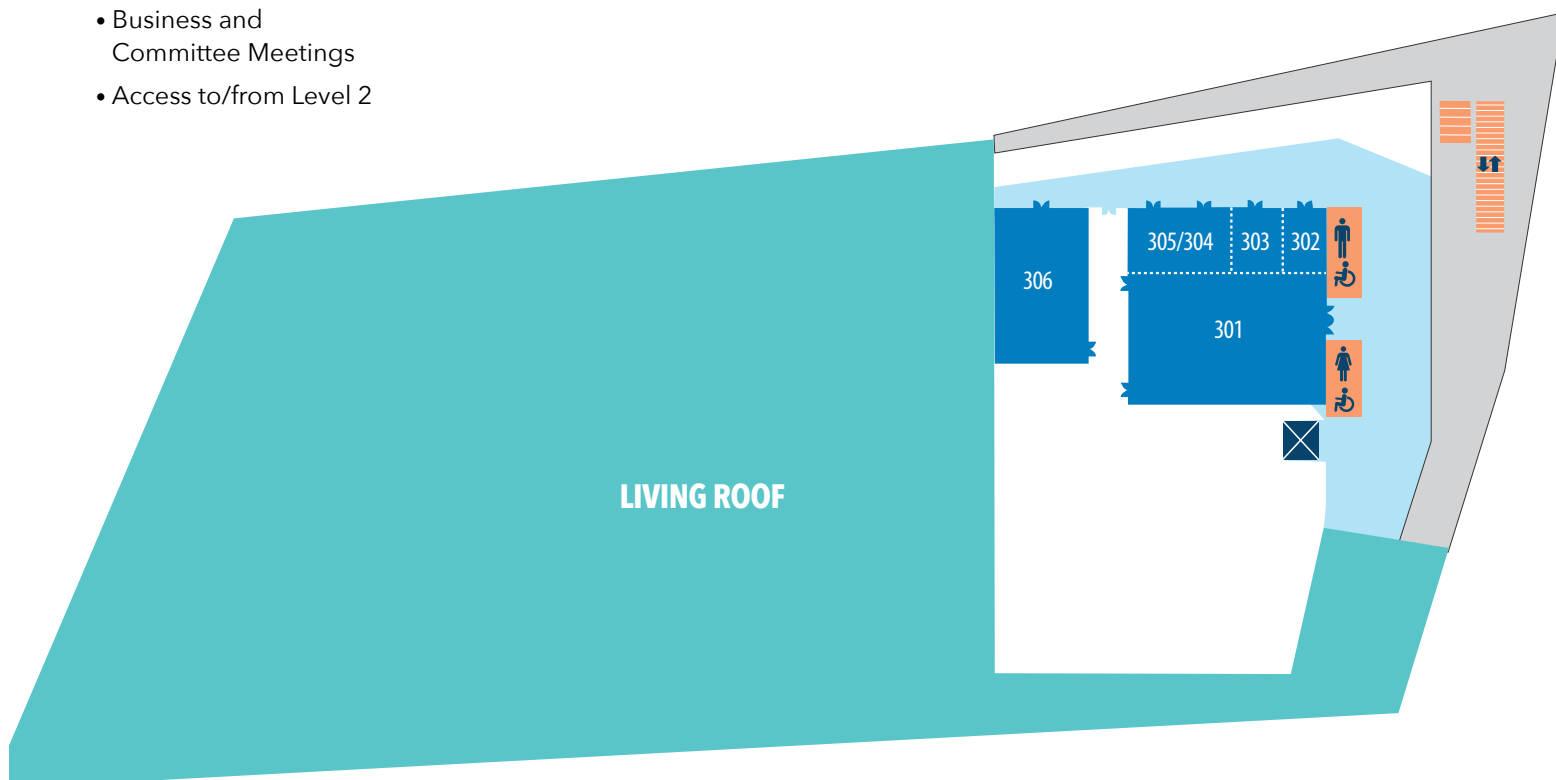 • Business and
Committee Meetings
• Access to/from Level 2
305/304
303
302
306
301
LIVING ROOF